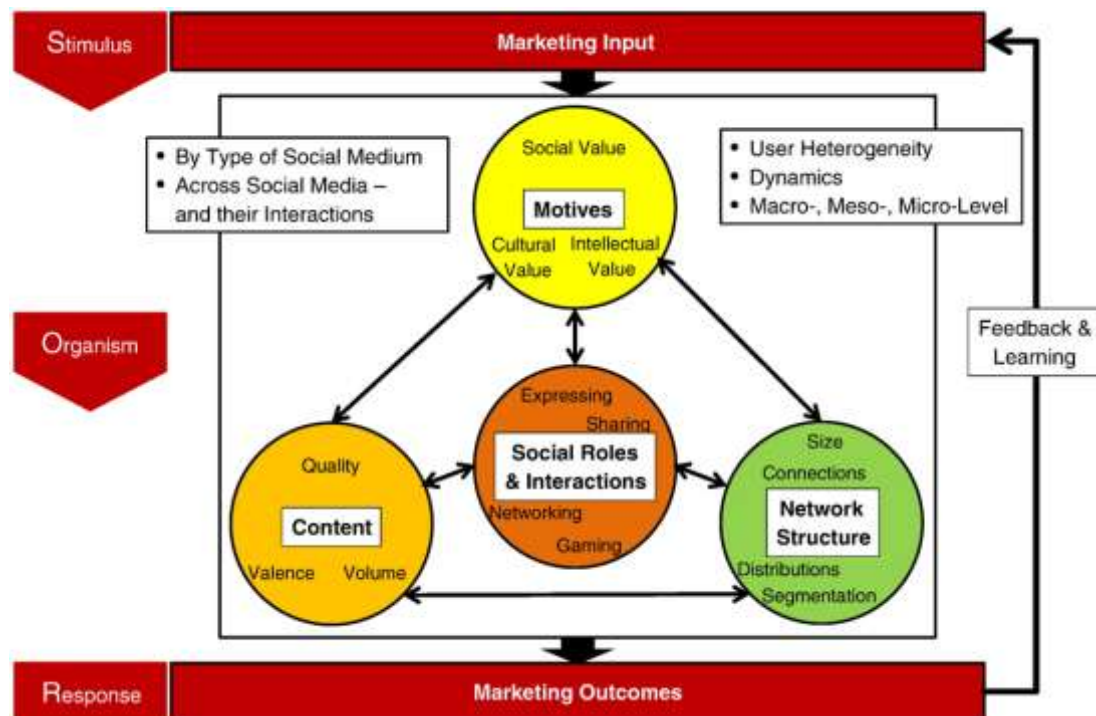 Stimulus
Marketing Input
• By Type of Social Medium
• Across Social Media –
and their Interactions
Social Value
Motives
Cultural
Value
Intellectual
Value
• User Heterogeneity
• Dynamics
• Macro-, Meso-, Micro-Level
Organism
Feedback &
Learning
Expressing
Sharing
Social Roles
& Interactions
Networking
Gaming
Quality
Content
Valence
Volume
Size
Connections
Network
Structure
Distributions
Segmentation
Response
Marketing Outcomes